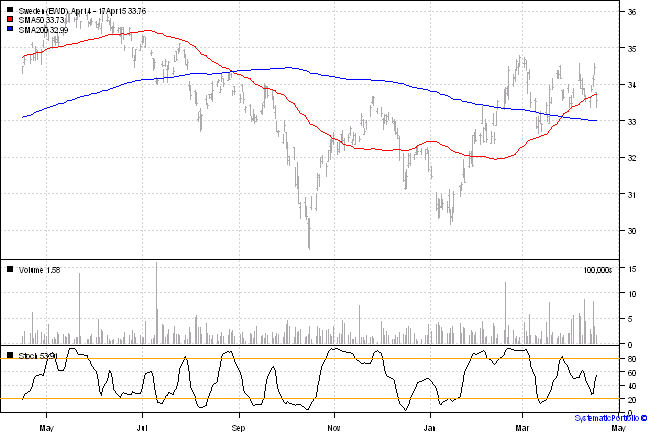 Sweden (EWD) Apr14 - 17Apr15 33.76
SMA50 33.73
SMA200 32.99
36
35
34
33
32
31
30
Volume 1.58
100,000s
15
10
5
0
Stoch 53.91
80
60
40
20
0
May
Jul
Sep
Nov
Jan
Mar
May
SystematicPortfolio ©